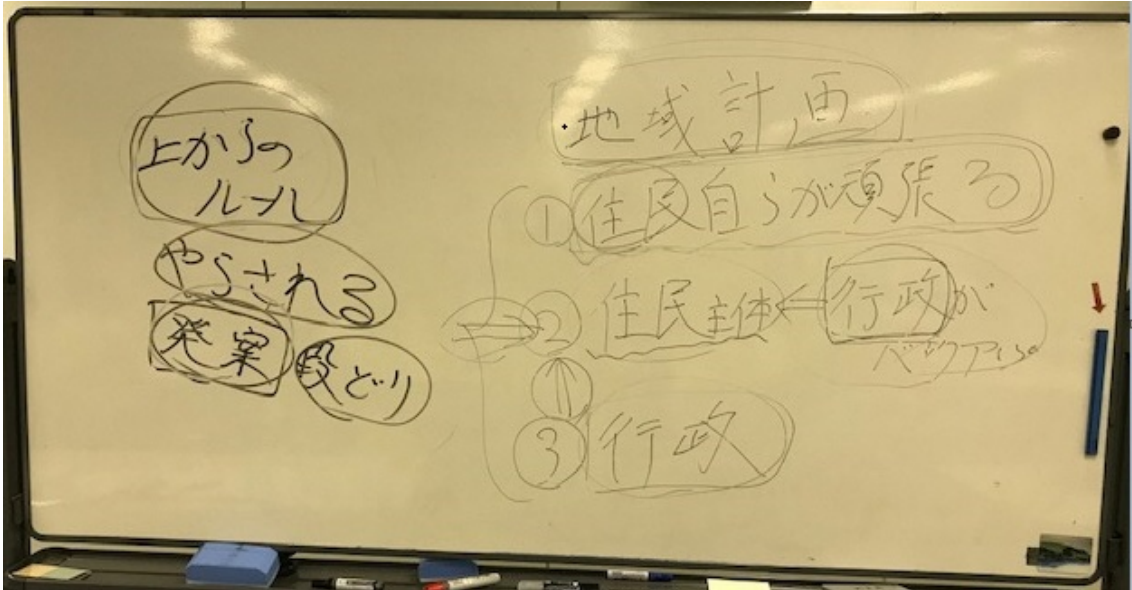 上からの
ルール
やらされる
発案
段どり
地域計画
① 住民自らが頑張る
⇒ ② 住民主体 ⇐ 行政が
バックアップ
⇑
③ 行政